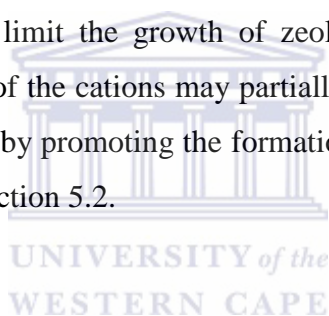 limit the growth of zeol
of the cations may partiall
by promoting the formatio
ction 5.2.
UNIVERSITY of the
WESTERN CAPE